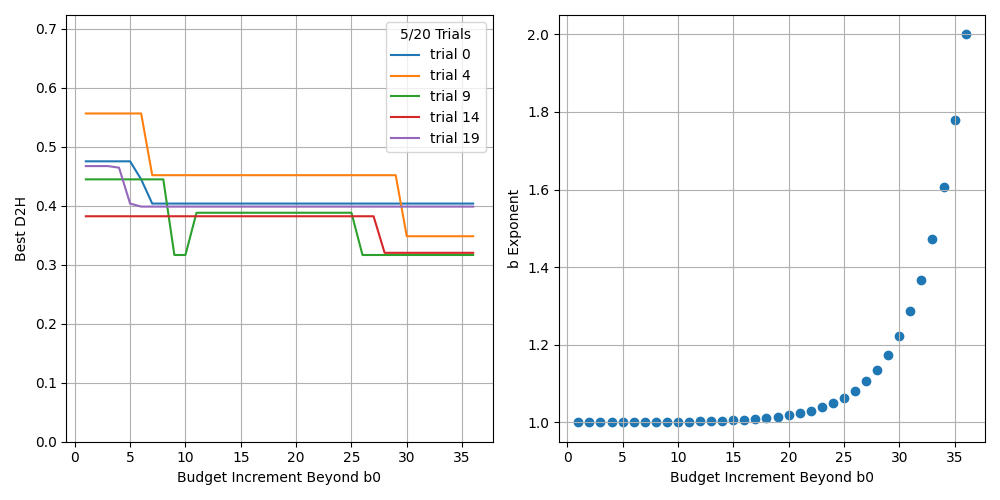 0.7
0.6
0.5
0.4
0.3
0.2
0.1
0.0
Best D2H
0 5 10 15 20 25 30 35
Budget Increment Beyond b0
5/20 Trials
trial 0
trial 4
trial 9
trial 14
trial 19
2.0
1.8
1.6
1.4
1.2
1.0
b Exponent
0 5 10 15 20 25 30 35
Budget Increment Beyond b0